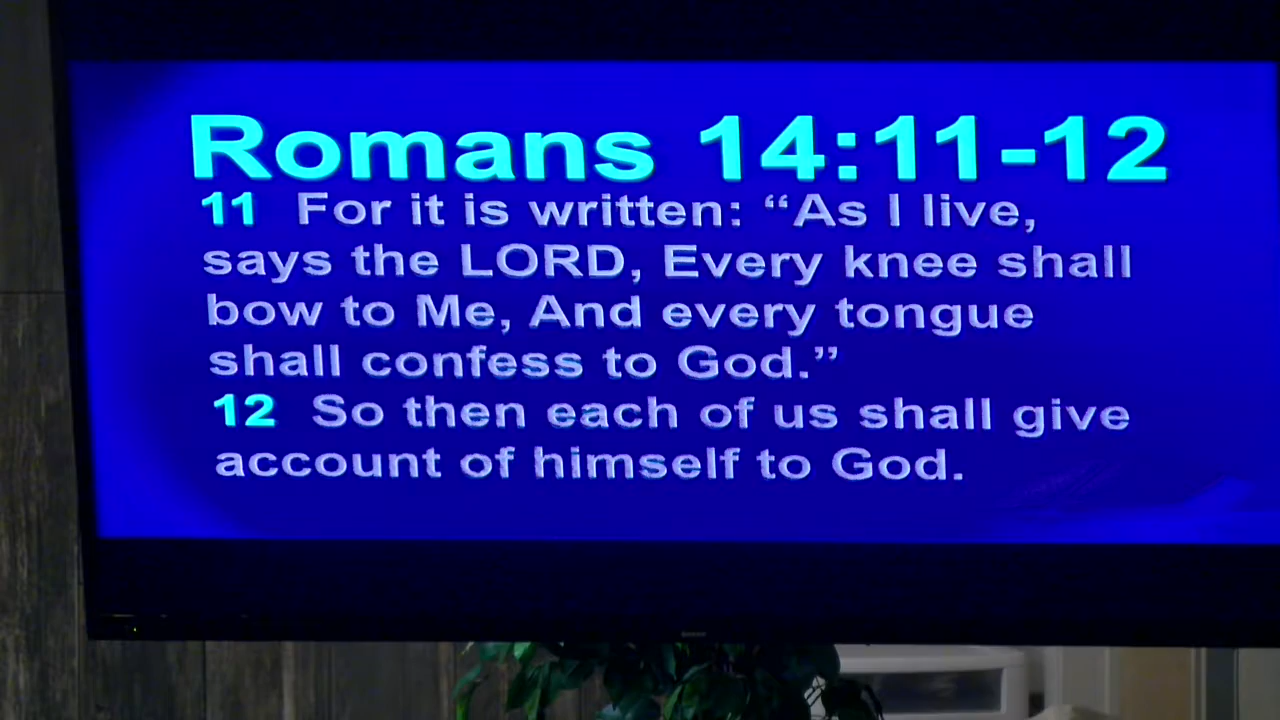 Romans 14:11-12
11 For it is written: “As I live,
says the LORD, Every knee shall
bow to Me, And every tongue
shall confess to God.”
12 So then each of us shall give
account of himself to God.